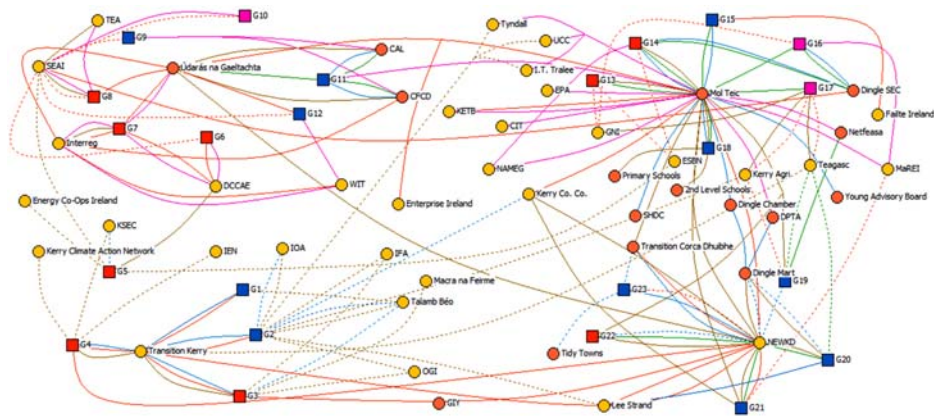 TEA
G10
G15
Tyndall
G9
UCC
G14
G16
CAL
SEAI
Údarás na Gaeltachta
G11
I.T. Tralee
G13
EPA
Mol Teic
G17
Dingle SEC
G8
CFCD
G12
KETB
CIT
GNI
Failte Ireland
G7
G6
Netfeasa
Interreg
G18
NAMEG
ESBN
Kerry Agri.
Teagasc
MaREI
DCCAE
WIT
Primary Schools
2nd Level Schools
Energy Co-Ops Ireland
Enterprise Ireland
Kerry Co. Co.
Dingle Chamber
Young Advisory Board
KSEC
SHDC
DPTA
Kerry Climate Action Network
IEN
IOA
IFA
Transition Corca Dhuibhne
G5
Macra na Feirme
Dingle Mart
G19
G1
Talamh Béo
G23
G2
G22
G4
Transition Kerry
NEWKD
Tidy Towns
G20
OGI
G3
GIY
Lee Strand
G21